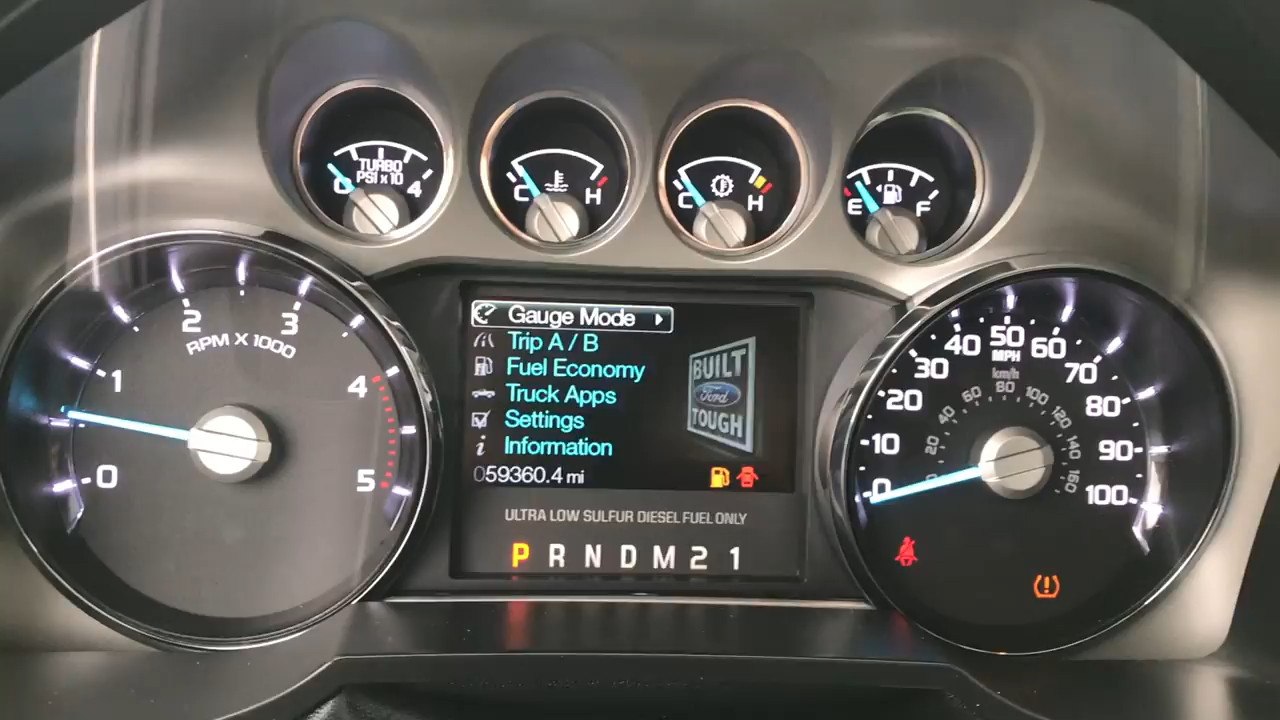 TURBO
PSI x 10
0 4
C H
C H
E F
0 1 2 3 4 5
RPM X 1000
Gauge Mode
Trip A / B
Fuel Economy
Truck Apps
Settings
Information
059360.4 mi
BUILT
Ford
TOUGH
ULTRA LOW SULFUR DIESEL FUEL ONLY
P R N D M 2 1
0 10 20 30 40 50 60 70 80 90 100
MPH
km/h
0 20 40 60 80 100 120 140 160